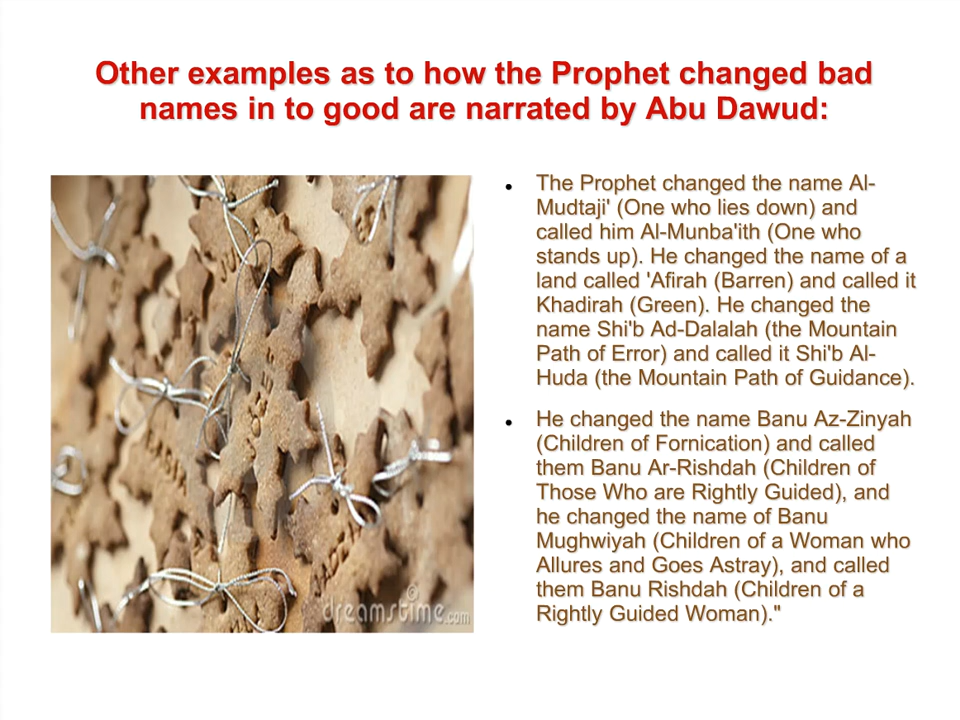 Other examples as to how the Prophet changed bad
names in to good are narrated by Abu Dawud:
The Prophet changed the name Al-
Mudtaji' (One who lies down) and
called him Al-Munba'ith (One who
stands up). He changed the name of a
land called 'Afirah (Barren) and called it
Khadirah (Green). He changed the
name Shi'b Ad-Dalalah (the Mountain
Path of Error) and called it Shi'b Al-
Huda (the Mountain Path of Guidance).
He changed the name Banu Az-Zinyah
(Children of Fornication) and called
them Banu Ar-Rishdah (Children of
Those Who are Rightly Guided), and
he changed the name of Banu
Mughwiyah (Children of a Woman who
Allures and Goes Astray), and called
them Banu Rishdah (Children of a
Rightly Guided Woman)."
dreamstime.com